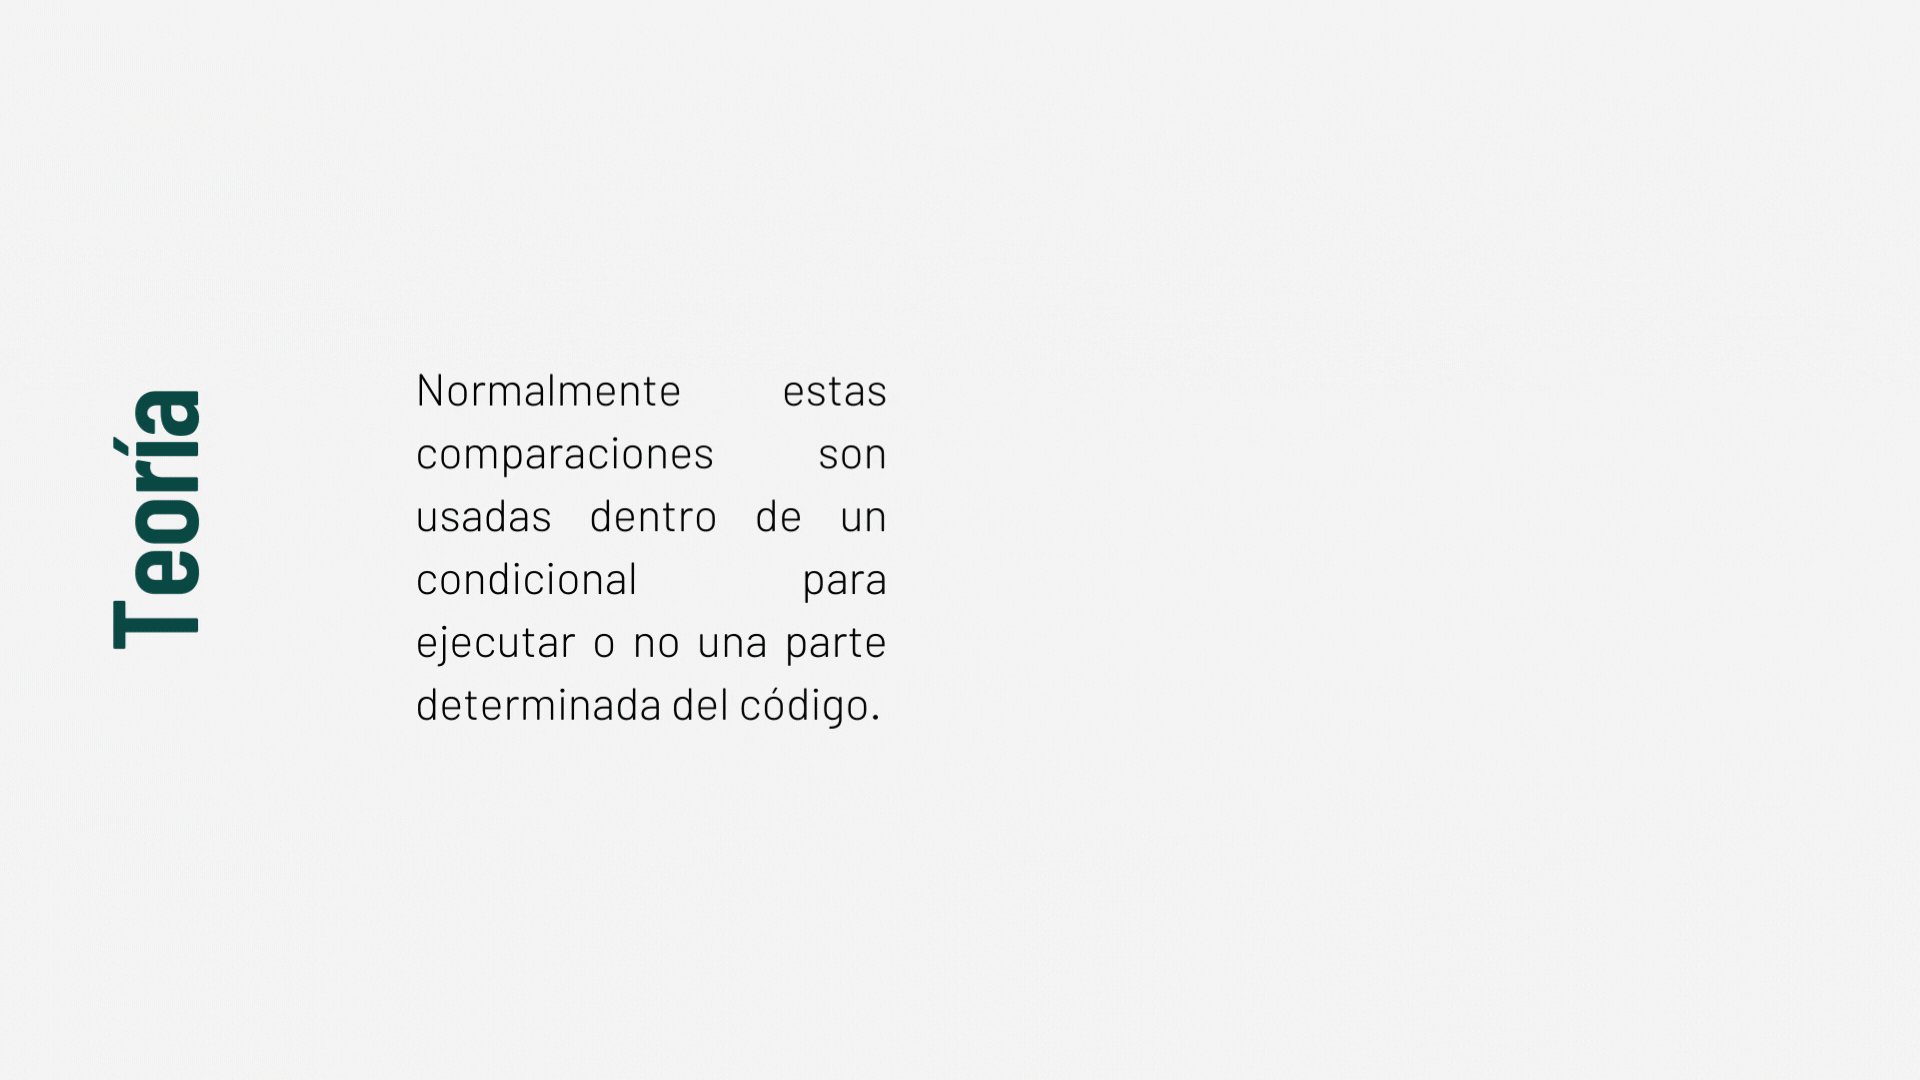 Teoría
Normalmente estas
comparaciones son
usadas dentro de un
condicional para
ejecutar o no una parte
determinada del código.